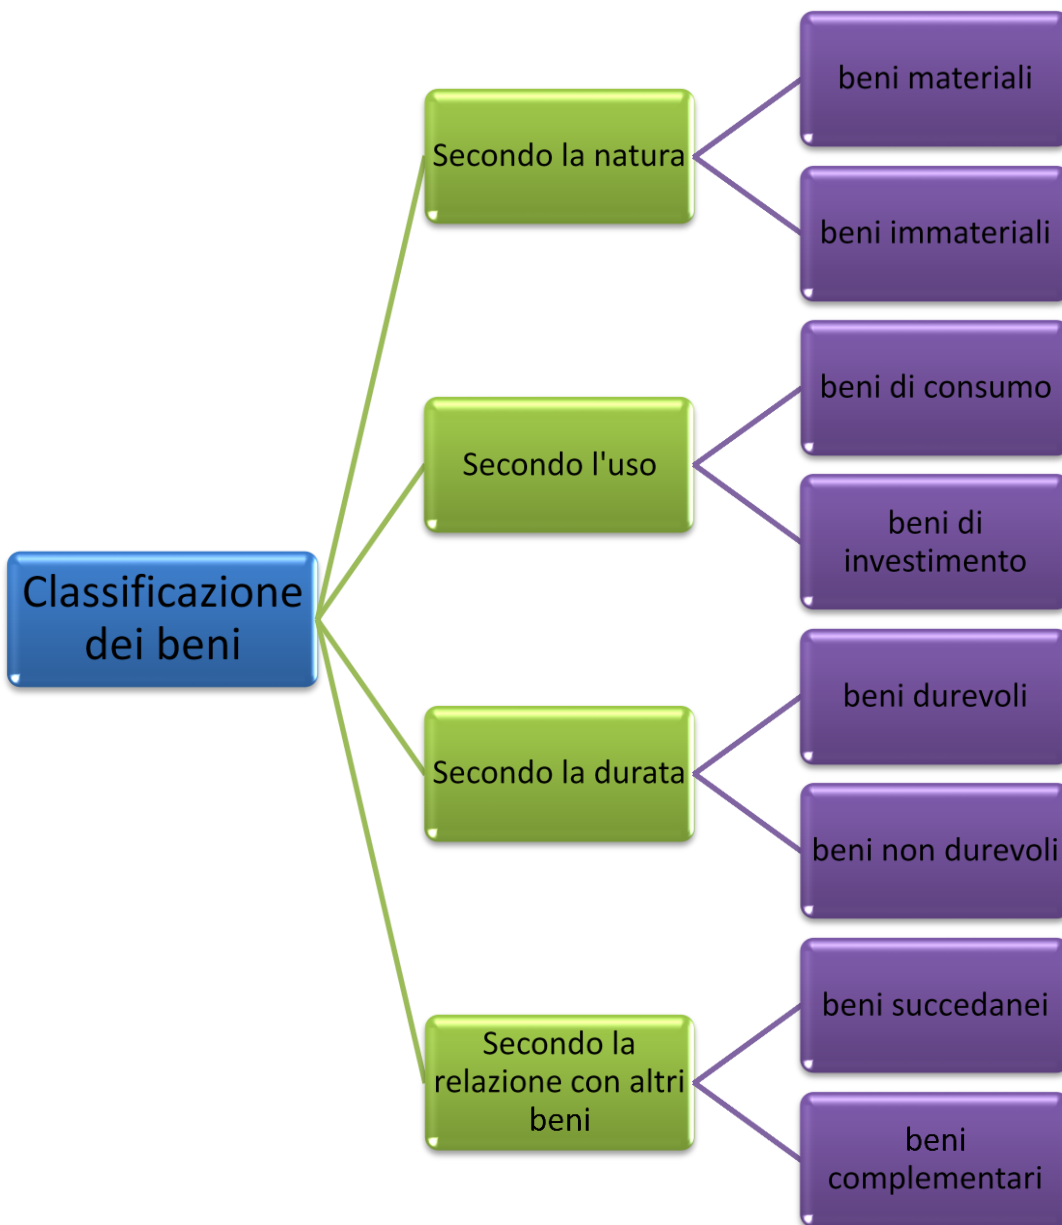 Classificazione
dei beni
Secondo la natura
beni materiali
beni immateriali
Secondo l'uso
beni di consumo
beni di
investimento
Secondo la durata
beni durevoli
beni non durevoli
Secondo la
relazione con altri
beni
beni succedanei
beni
complementari